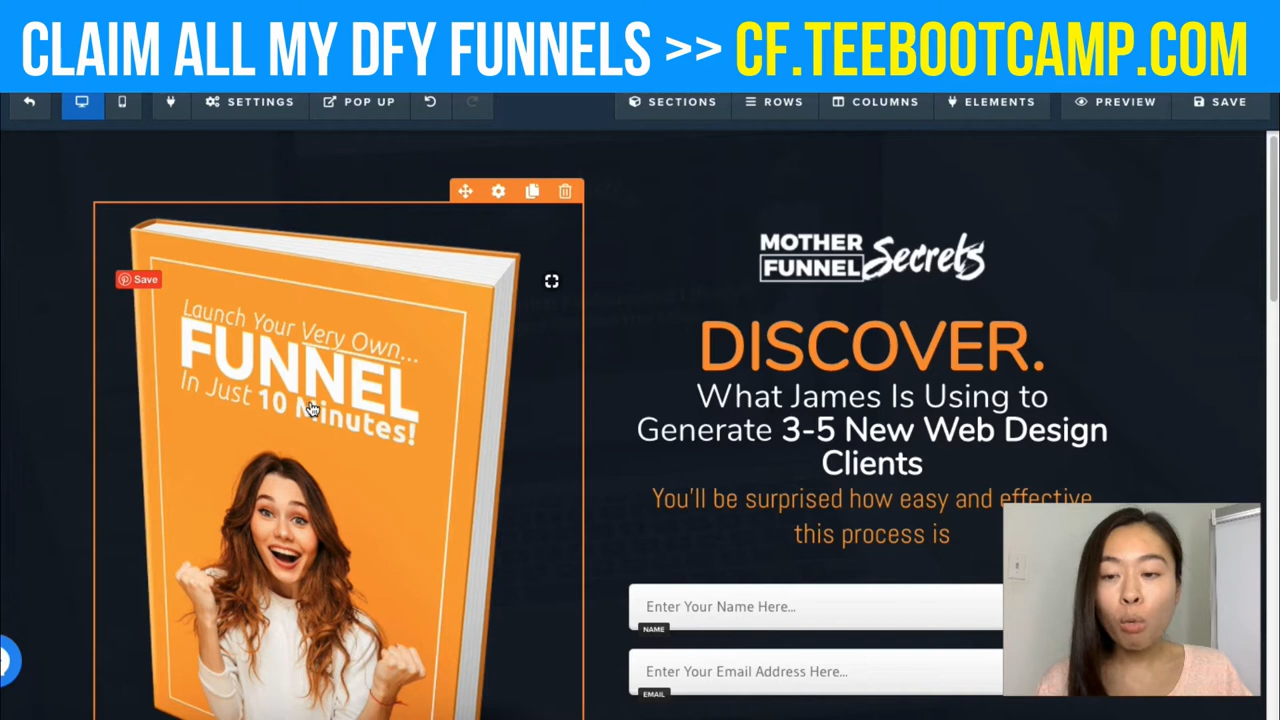 CLAIM ALL MY DFY FUNNELS >> CF.TEEBOOTCAMP.COM
SETTINGS POP UP SECTIONS ROWS COLUMNS ELEMENTS PREVIEW SAVE
Save
Launch Your Very Own...
FUNNEL
In Just 10 Minutes!
MOTHER
FUNNEL Secrets
DISCOVER.
What James Is Using to
Generate 3-5 New Web Design
Clients
You'll be surprised how easy and effective
this process is
Enter Your Name Here...
NAME
Enter Your Email Address Here...
EMAIL